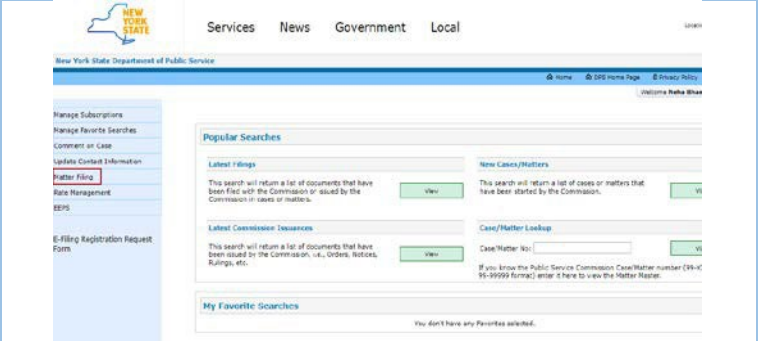 NEW
YORK
STATE
Services News Government Local
New York State Department of Public Service
Home DPS Home Page Privacy Policy
Welcome Neha
Manage Subscriptions
Manage Favorite Searches
Comment on Case
Update Contact Information
Matter Filing
Rate Management
EEPS
E-Filing Registration Request
Form
Popular Searches
Latest Filings
This search will return a list of documents that have
been filed with the Commission or issued by the
Commission in cases or matters.
View
New Cases/Matters
This search will return a list of cases or matters that
have been started by the Commission.
Latest Commission Issuances
This search will return a list of documents that have
been issued by the Commission, i.e., Orders, Notices,
Rulings, etc.
View
Case/Matter Lookup
Case/Matter No:
If you know the Public Service Commission Case/Matter number
99-99999 format) enter it here to view the Matter Master.
My Favorite Searches
You don't have any Favorites selected.